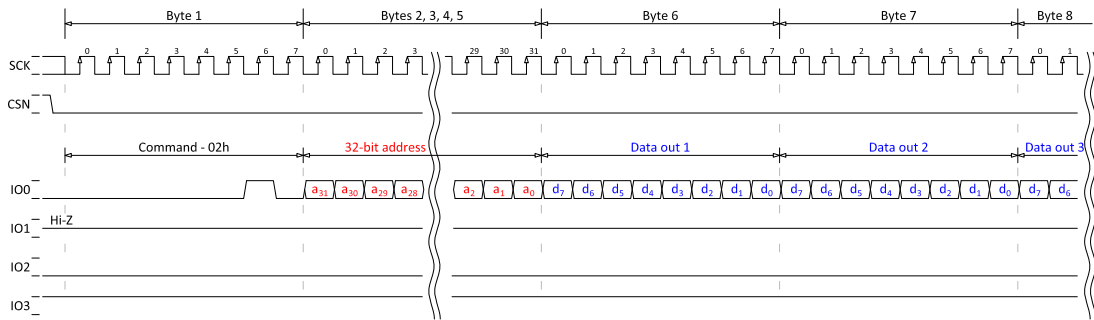 Byte 1 Bytes 2, 3, 4, 5 Byte 6 Byte 7 Byte 8
0 1 2 3 4 5 6 7 0 1 2 3 29 30 31 0 1 2 3 4 5 6 7 0 1 2 3 4 5 6 7 0 1
SCK
CSN
Command - 02h 32-bit address Data out 1 Data out 2 Data out 3
IO0 a31 a30 a29 a28 a2 a1 a0 d7 d6 d5 d4 d3 d2 d1 d0 d7 d6 d5 d4 d3 d2 d1 d0 d7 d6
Hi-Z
IO1
IO2
IO3